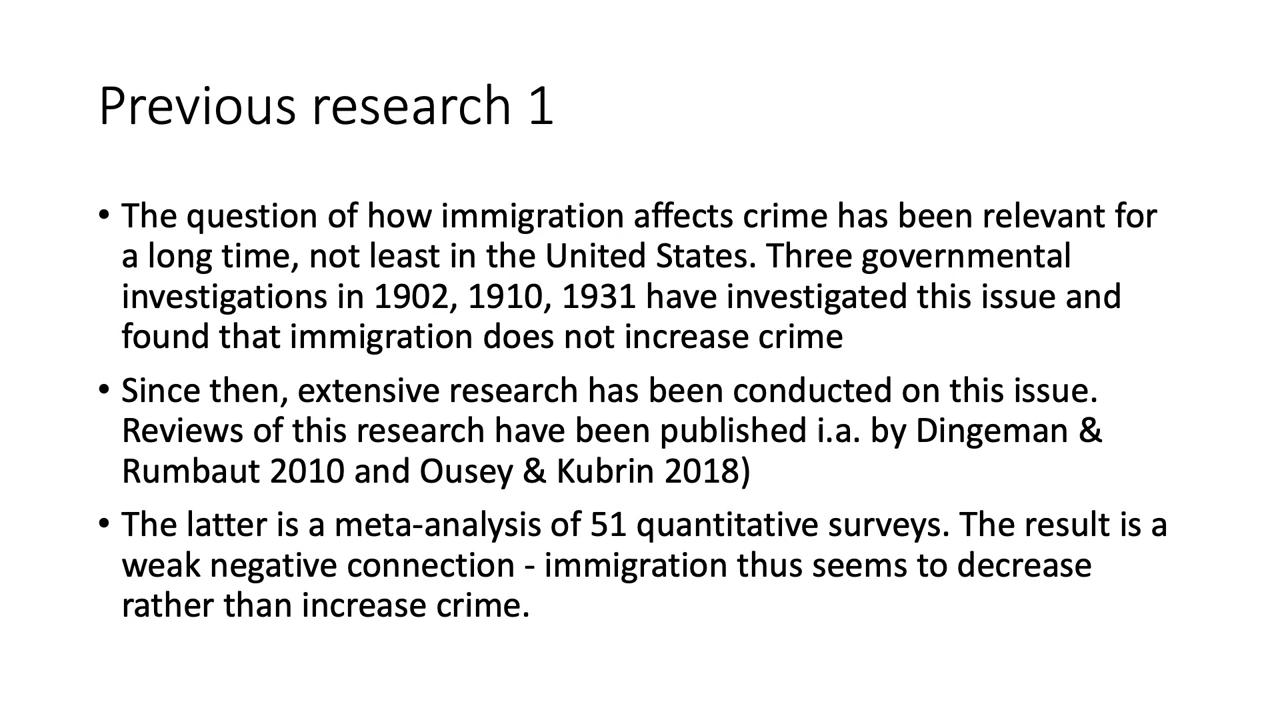 Previous research 1
• The question of how immigration affects crime has been relevant for
a long time, not least in the United States. Three governmental
investigations in 1902, 1910, 1931 have investigated this issue and
found that immigration does not increase crime
• Since then, extensive research has been conducted on this issue.
Reviews of this research have been published i.a. by Dingeman &
Rumbaut 2010 and Ousey & Kubrin 2018)
• The latter is a meta-analysis of 51 quantitative surveys. The result is a
weak negative connection - immigration thus seems to decrease
rather than increase crime.